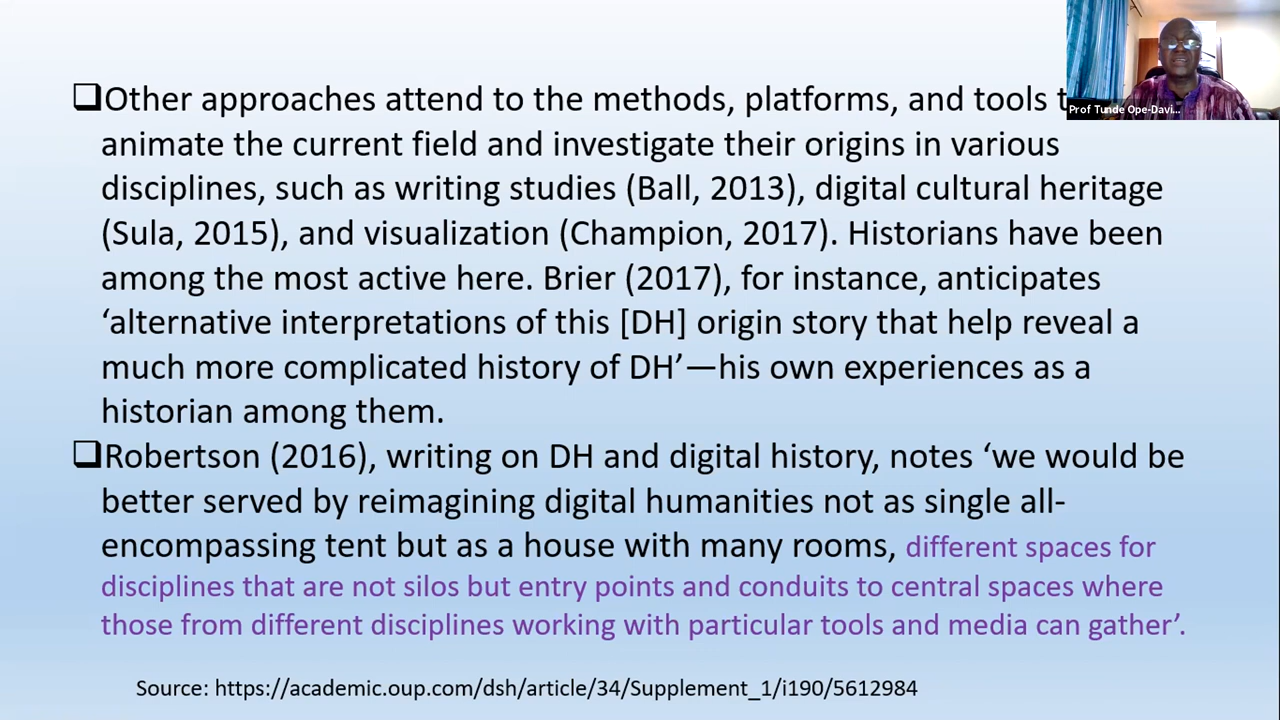 ❑Other approaches attend to the methods, platforms, and tools
Prof Tunde Ope-Davi...
animate the current field and investigate their origins in various
disciplines, such as writing studies (Ball, 2013), digital cultural heritage
(Sula, 2015), and visualization (Champion, 2017). Historians have been
among the most active here. Brier (2017), for instance, anticipates
‘alternative interpretations of this [DH] origin story that help reveal a
much more complicated history of DH’—his own experiences as a
historian among them.
❑Robertson (2016), writing on DH and digital history, notes ‘we would be
better served by reimagining digital humanities not as single all-
encompassing tent but as a house with many rooms, different spaces for
disciplines that are not silos but entry points and conduits to central spaces where
those from different disciplines working with particular tools and media can gather’.
Source: https://academic.oup.com/dsh/article/34/Supplement_1/i190/5612984